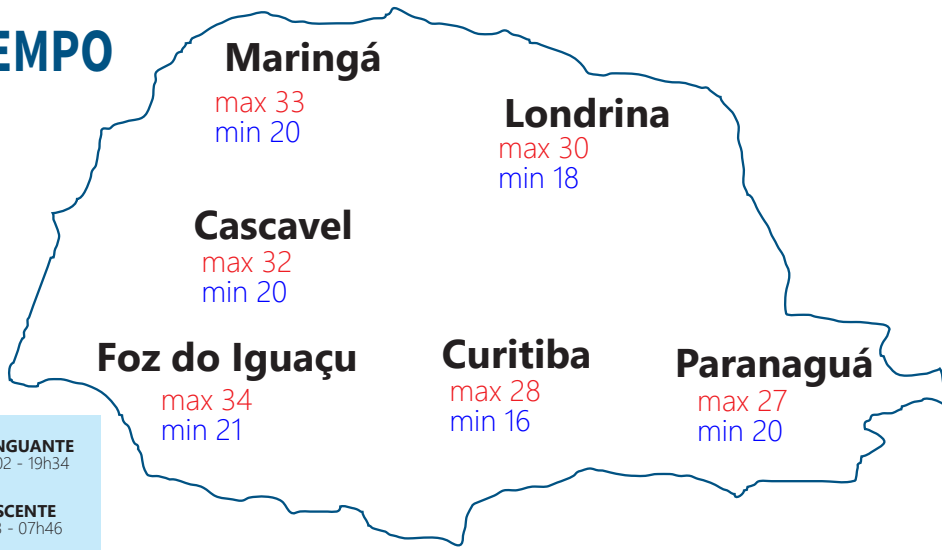 EMPO
Maringá
max 33
min 20
Londrina
max 30
min 18
Cascavel
max 32
min 20
Foz do Iguaçu
max 34
min 21
Curitiba
max 28
min 16
Paranaguá
max 27
min 20
NGUANTE
02 - 19h34
SCENTE
- 07h46